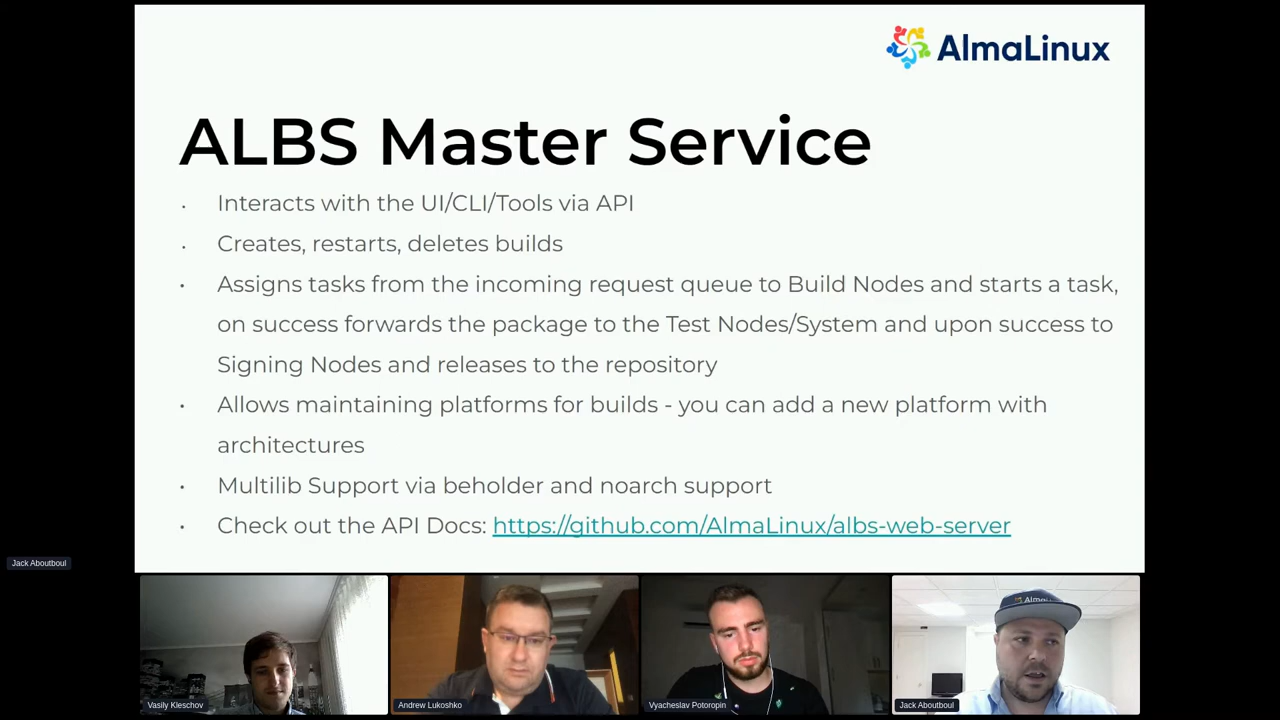 AlmaLinux
ALBS Master Service
• Interacts with the UI/CLI/Tools via API
• Creates, restarts, deletes builds
• Assigns tasks from the incoming request queue to Build Nodes and starts a task,
on success forwards the package to the Test Nodes/System and upon success to
Signing Nodes and releases to the repository
• Allows maintaining platforms for builds - you can add a new platform with
architectures
• Multilib Support via beholder and noarch support
• Check out the API Docs: https://github.com/AlmaLinux/albs-web-server
Jack Aboutboul
Vasily Kleschov
Andrew Lukoshko
Vyacheslav Potoropin
Jack Aboutboul